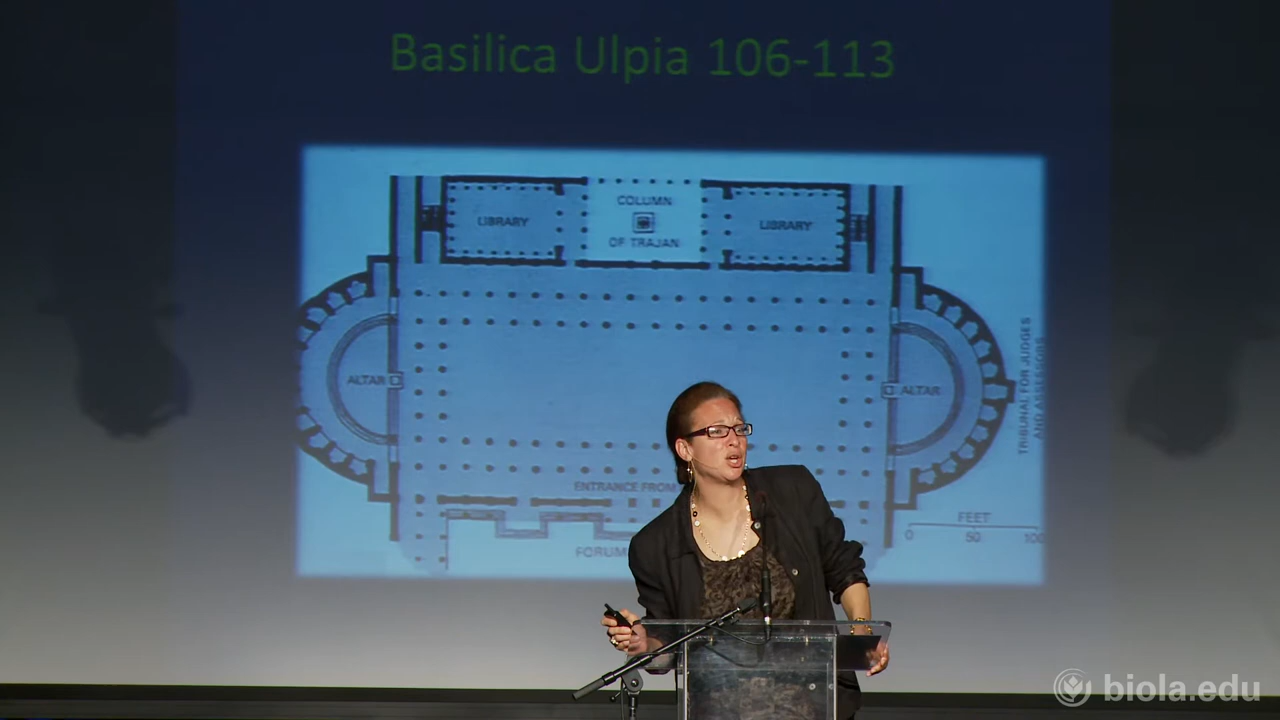 Basilica Ulpia 106-113
COLUMN
LIBRARY
LIBRARY
OF TRAJAN
ALTAR
ALTAR
TRIBUNAL FOR JUDGES
AND ASSESSORS
ENTRANCE FROM
FORUM
FEET
0 50 100
biola.edu